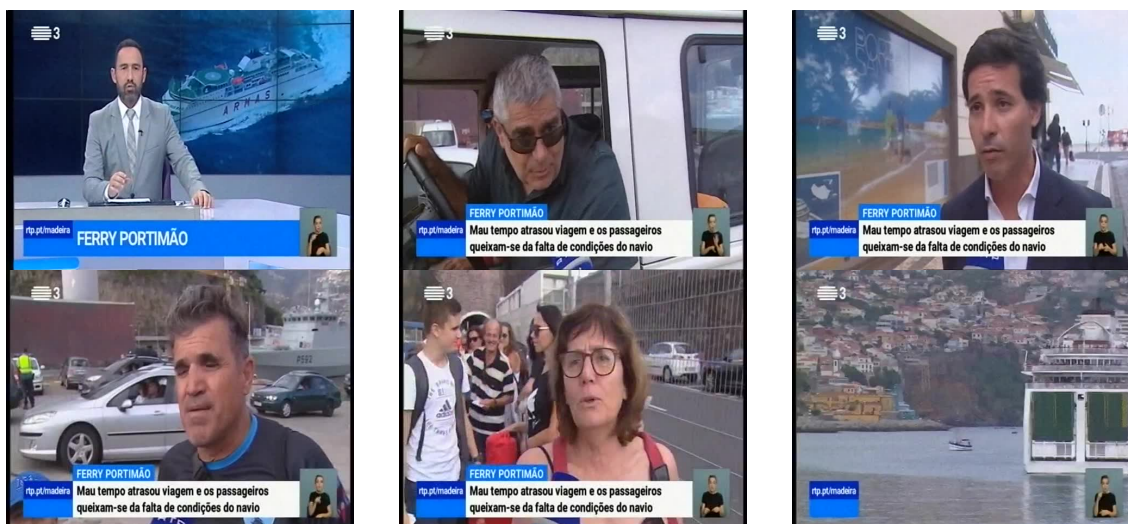 3
ARMAS
rtp.pt/madeira
FERRY PORTIMÃO
3
FERRY PORTIMÃO
rtp.pt/madeira
Mau tempo atrasou viagem e os passageiros
queixam-se da falta de condições do navio
3
FERRY PORTIMÃO
rtp.pt/madeira
Mau tempo atrasou viagem e os passageiros
queixam-se da falta de condições do navio
3
P560
FERRY PORTIMÃO
rtp.pt/madeira
Mau tempo atrasou viagem e os passageiros
queixam-se da falta de condições do navio
3
FERRY PORTIMÃO
rtp.pt/madeira
Mau tempo atrasou viagem e os passageiros
queixam-se da falta de condições do navio
3
rtp.pt/madeira